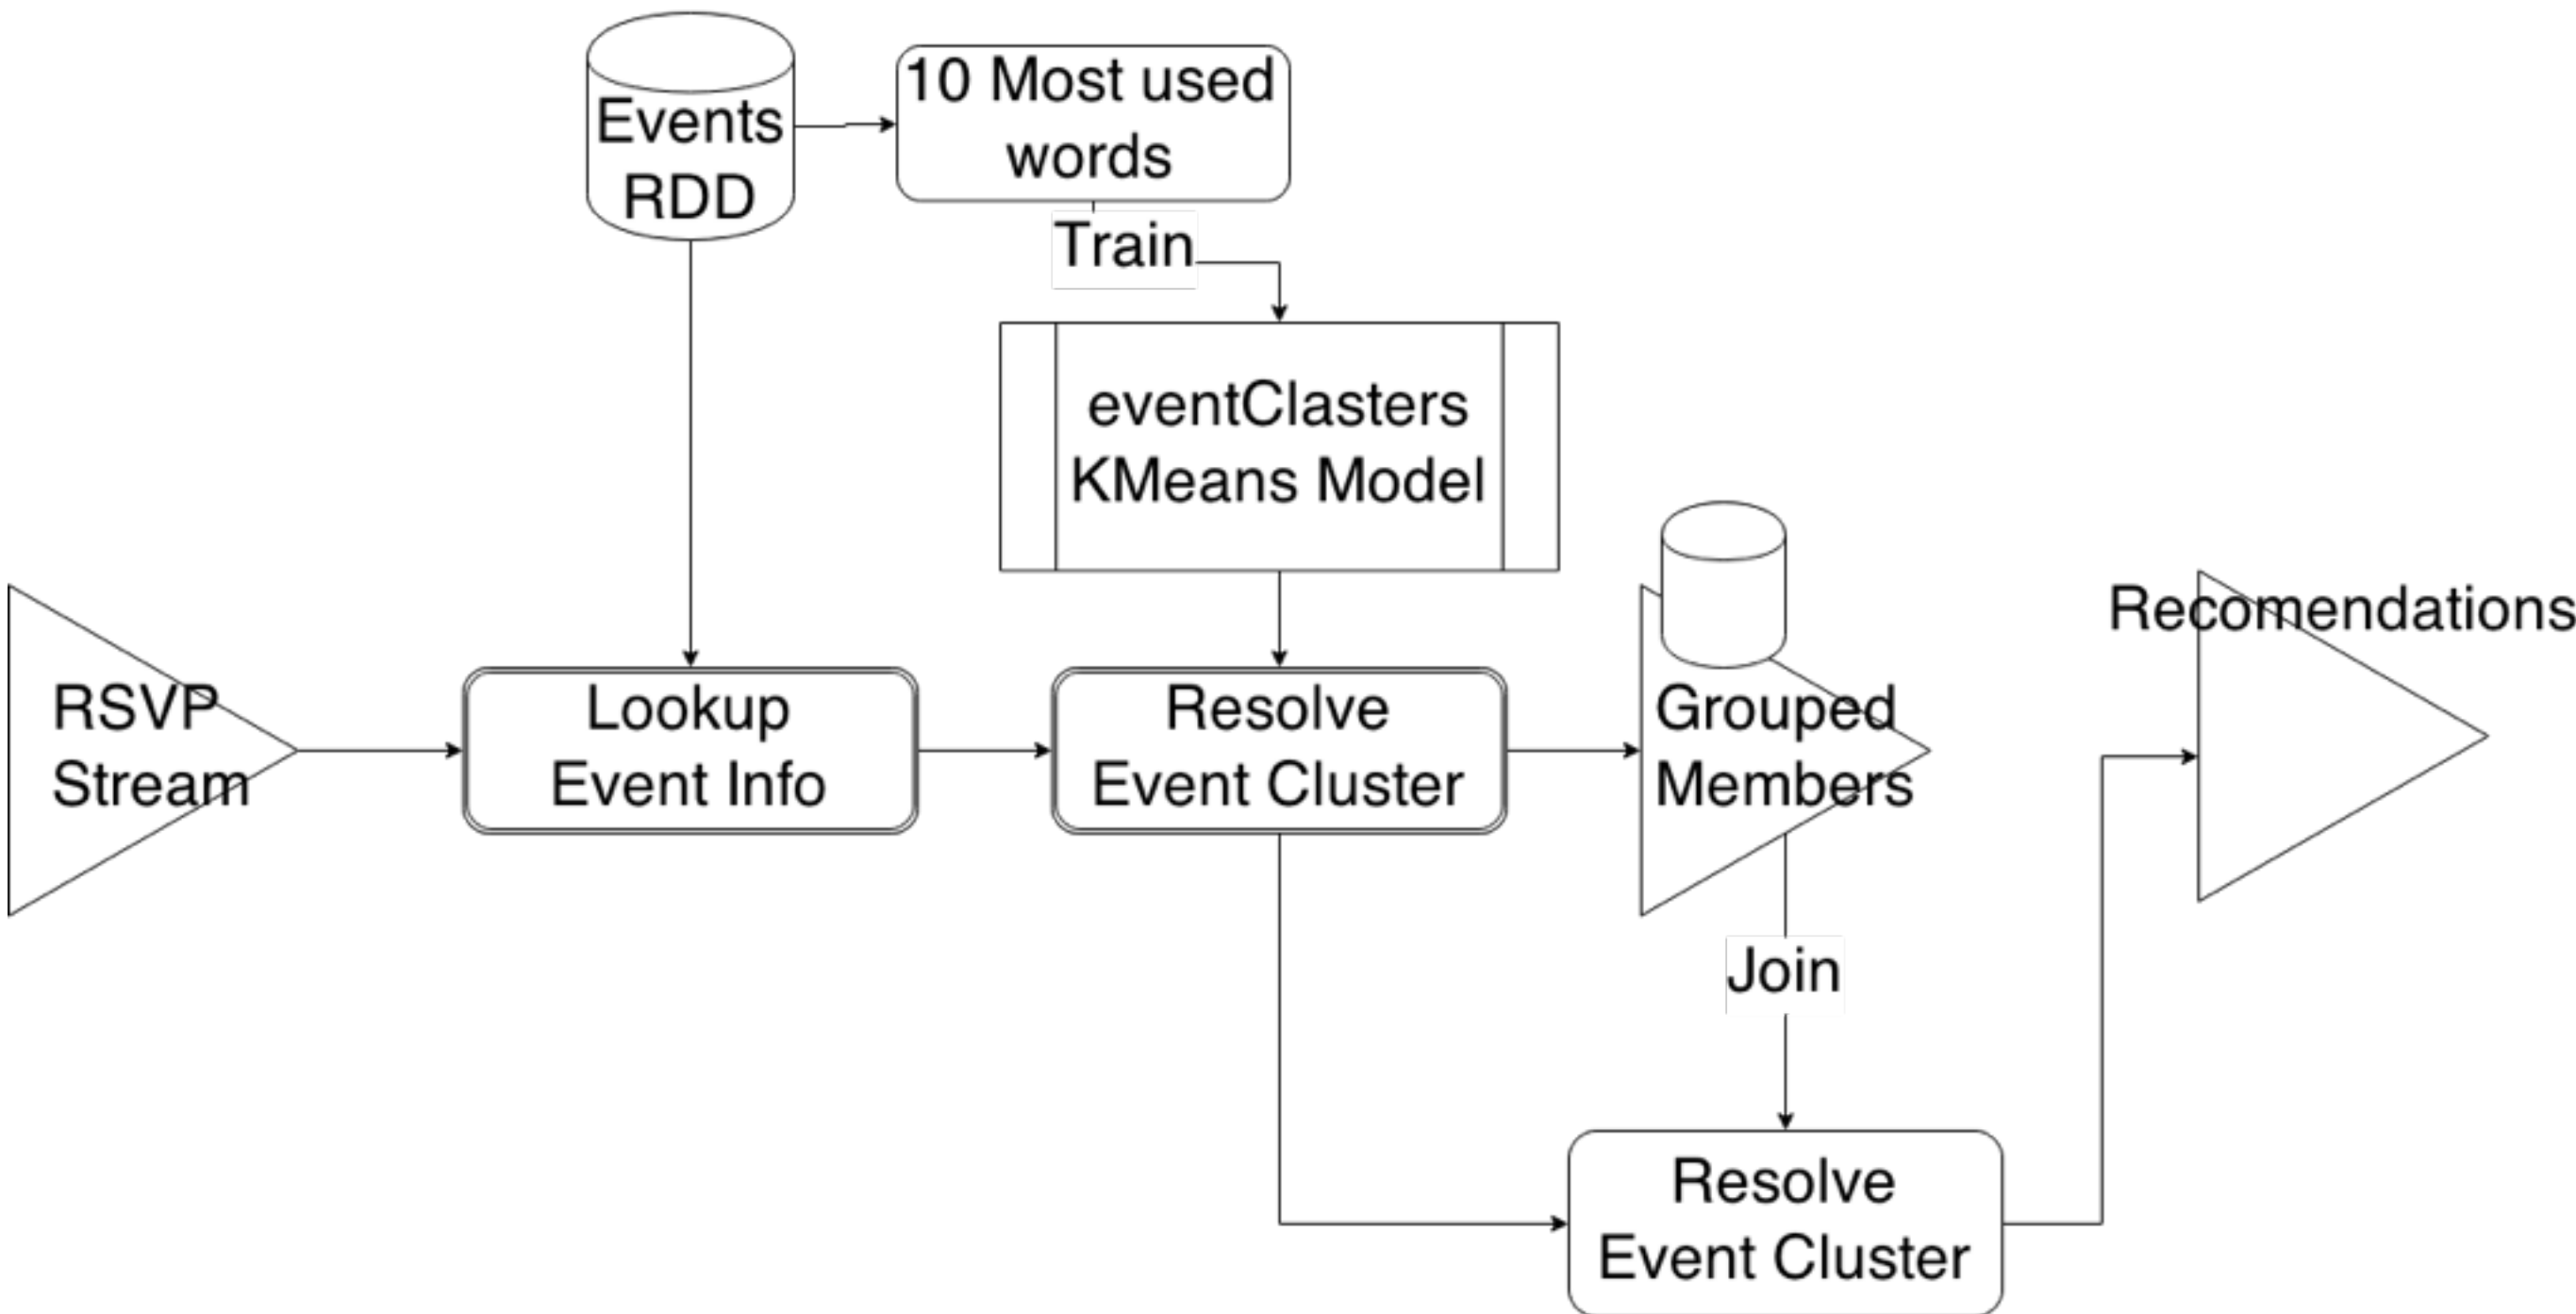 Events
RDD
10 Most used
words
Train
eventClasters
KMeans Model
RSVP
Stream
Lookup
Event Info
Resolve
Event Cluster
Grouped
Members
Recomendations
Join
Resolve
Event Cluster